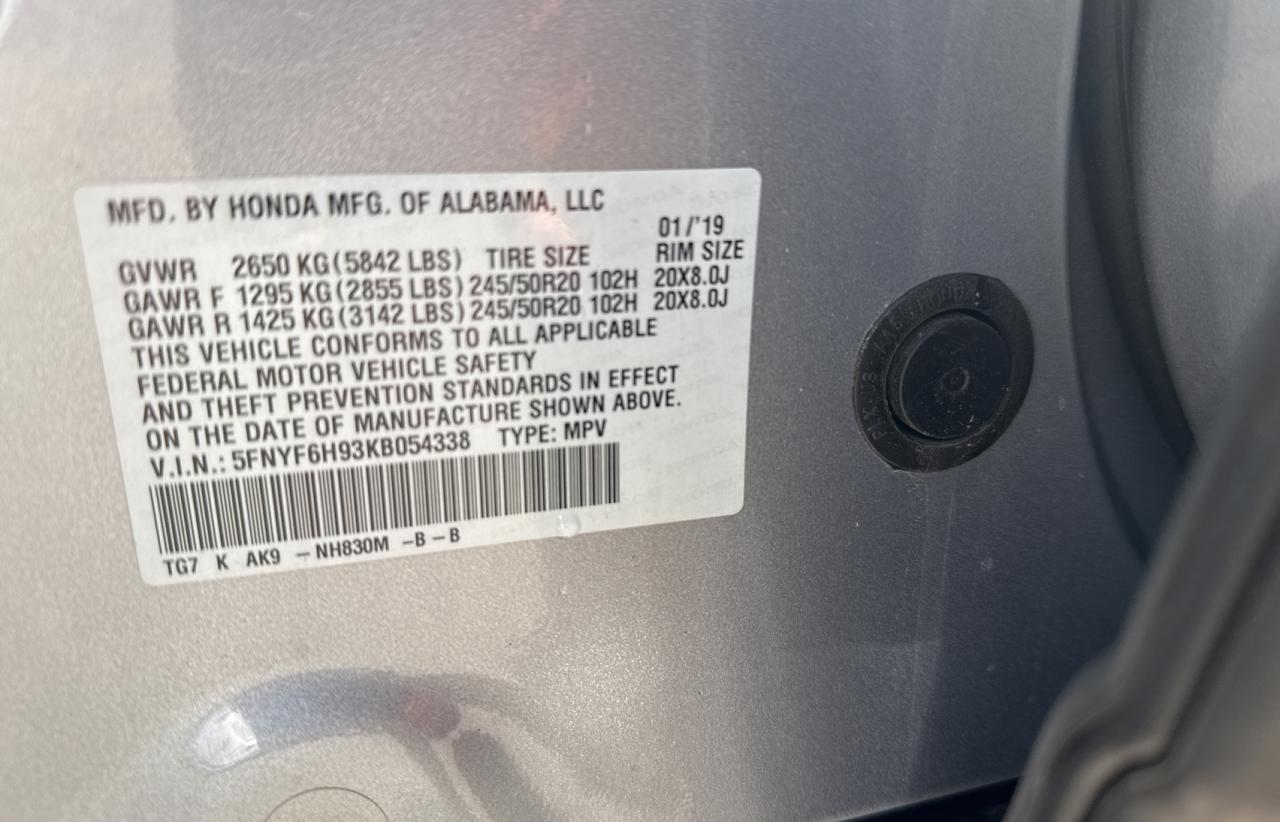 MFD. BY HONDA MFG. OF ALABAMA, LLC
01/'19
GVWR 2650 KG(5842 LBS) TIRE SIZE RIM SIZE
GAWR F 1295 KG(2855 LBS) 245/50R20 102H 20X8.0J
GAWR R 1425 KG(3142 LBS) 245/50R20 102H 20X8.0J
THIS VEHICLE CONFORMS TO ALL APPLICABLE
FEDERAL MOTOR VEHICLE SAFETY
AND THEFT PREVENTION STANDARDS IN EFFECT
ON THE DATE OF MANUFACTURE SHOWN ABOVE.
V.I.N.: 5FNYF6H93KB054338 TYPE: MPV
TG7 K AK9 -NH830M -B-B